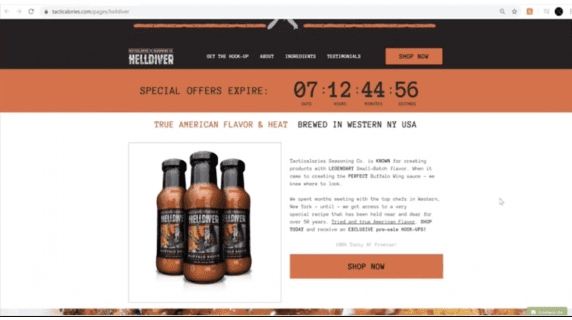 tacticalories.com/pages/helldiver
HELLDIVER
GET THE HOOK-UP ABOUT INGREDIENTS TESTIMONIALS
SHOP NOW
SPECIAL OFFERS EXPIRE:
07:12:44:56
DAYS HOURS MINUTES SECONDS
TRUE AMERICAN FLAVOR & HEAT BREWED IN WESTERN NY USA
Tacticalories Seasoning Co. is KNOWN for creating
products with LEGENDARY Small-Batch flavor. When it
came to creating the PERFECT Buffalo Wing sauce - we
knew where to look.
We spent months meeting with the top chefs in Western,
New York - until - we got access to a very
special recipe that has been held near and dear for
over 50 years. Tried and true American Flavor. SHOP
TODAY and receive an EXCLUSIVE pre-sale HOOK-UPS!
HELLDIVER
BUFFALO SAUCE
SHOP NOW